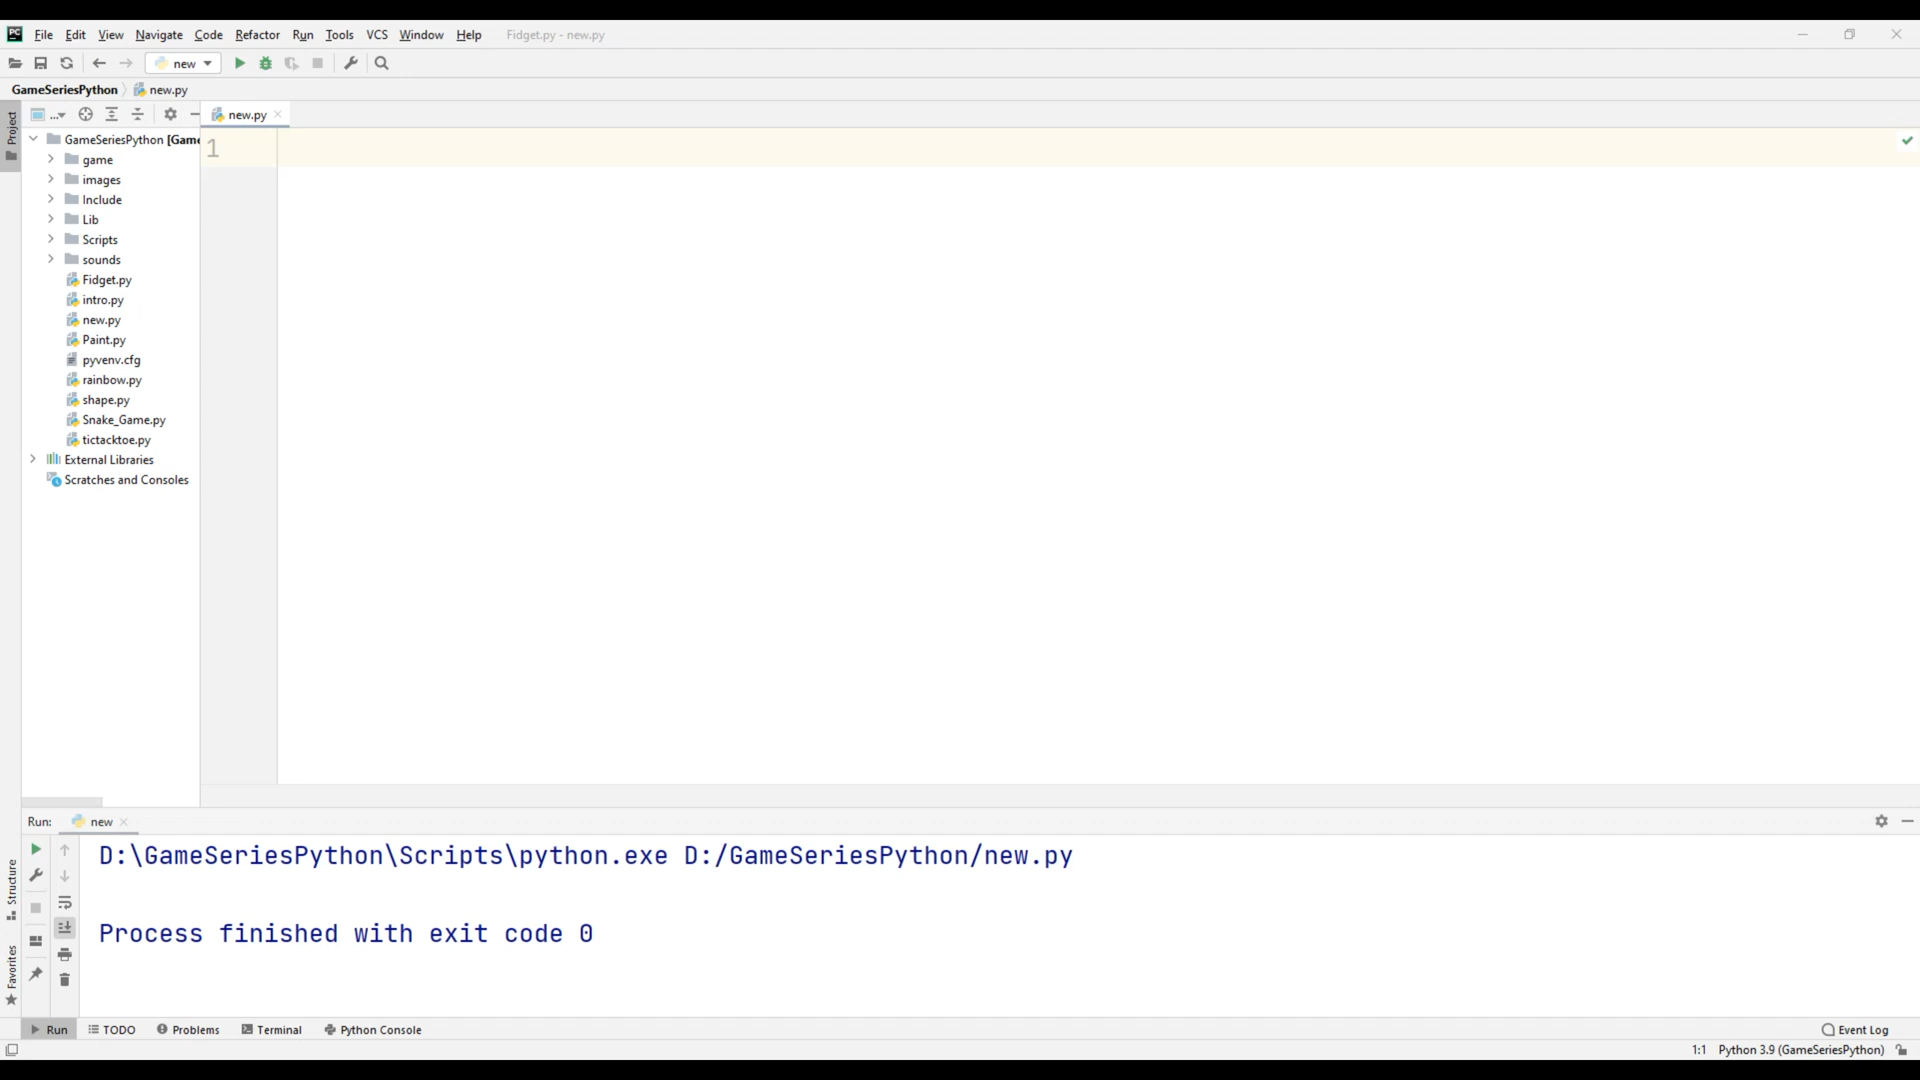 PC File Edit View Navigate Code Refactor Run Tools VCS Window Help Fidget.py - new.py
new
GameSeriesPython new.py
Project
... new.py
GameSeriesPython [Game
1
game
images
Include
Lib
Scripts
sounds
Fidget.py
intro.py
new.py
Paint.py
pyvenv.cfg
rainbow.py
shape.py
Snake_Game.py
tictacktoe.py
External Libraries
Scratches and Consoles
Run: new
D:\GameSeriesPython\Scripts\python.exe D:/GameSeriesPython/new.py
Process finished with exit code 0
Structure
Favorites
Run TODO Problems Terminal Python Console Event Log
1:1 Python 3.9 (GameSeriesPython)